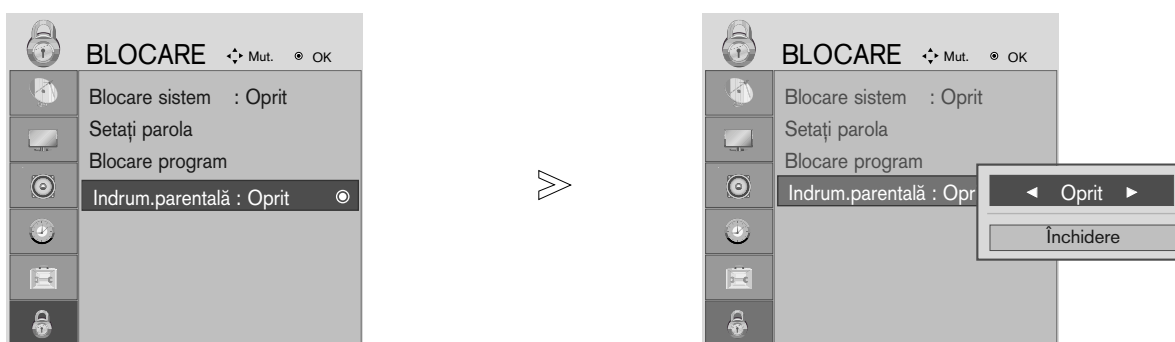 BLOCARE Mut. OK
Blocare sistem : Oprit
Setați parola
Blocare program
Indrum.parentală : Oprit
BLOCARE Mut. OK
Blocare sistem : Oprit
Setați parola
Blocare program
Indrum.parentală : Opr
◄ Oprit ►
Închidere